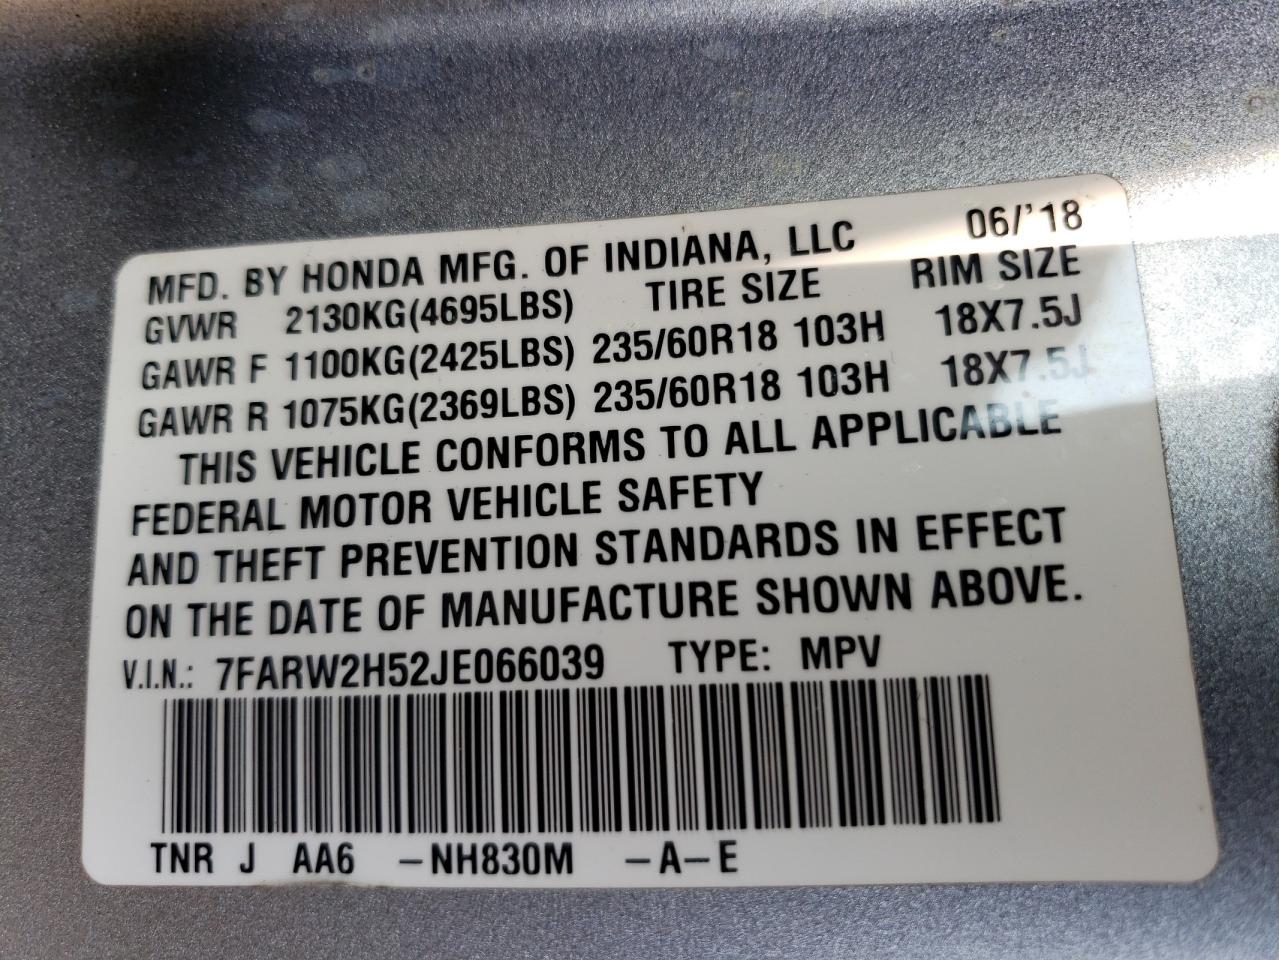 MFD. BY HONDA MFG. OF INDIANA, LLC 06/'18
GVWR 2130KG(4695LBS) TIRE SIZE RIM SIZE
GAWR F 1100KG(2425LBS) 235/60R18 103H 18X7.5J
GAWR R 1075KG(2369LBS) 235/60R18 103H 18X7.5J
THIS VEHICLE CONFORMS TO ALL APPLICABLE
FEDERAL MOTOR VEHICLE SAFETY
AND THEFT PREVENTION STANDARDS IN EFFECT
ON THE DATE OF MANUFACTURE SHOWN ABOVE.
V.I.N.: 7FARW2H52JE066039 TYPE: MPV
TNR J AA6 -NH830M -A-E